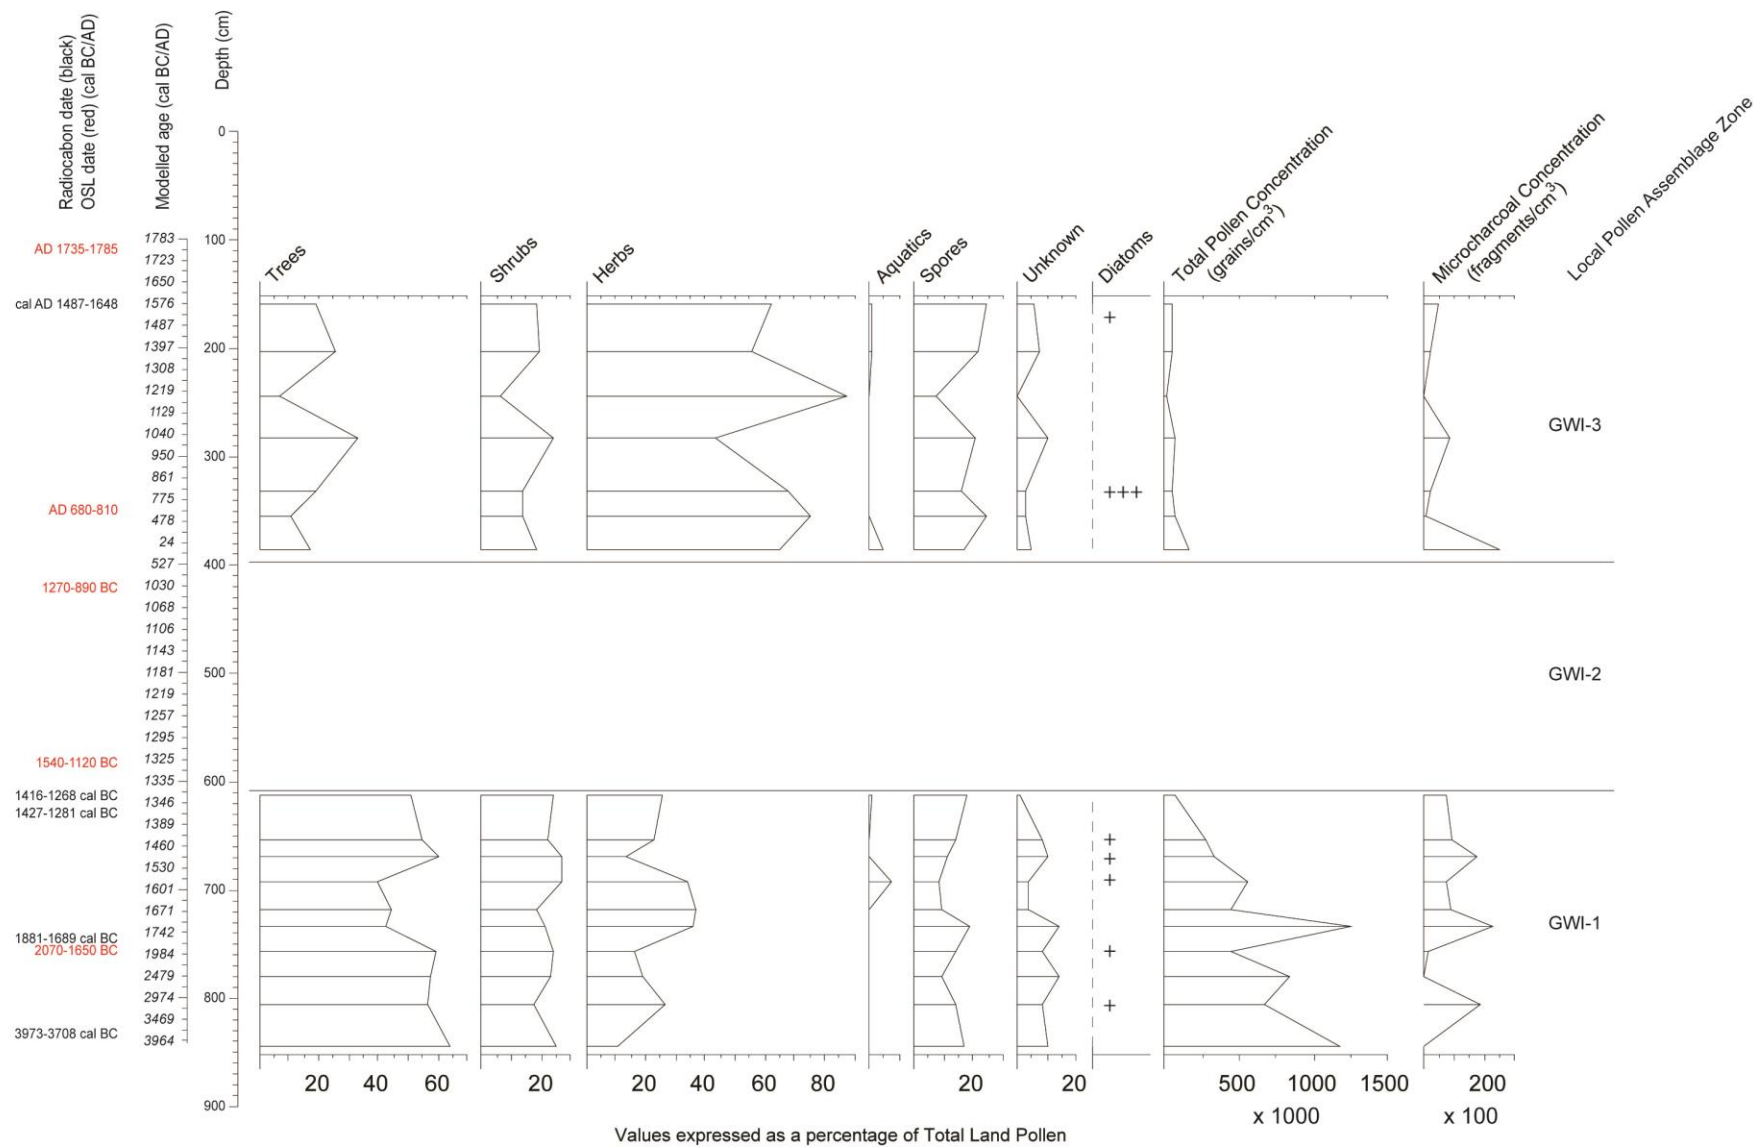 Radiocabon date (black)
OSL date (red) (cal BC/AD)
Modelled age (cal BC/AD)
Depth (cm)
Trees
Shrubs
Herbs
Aquatics
Spores
Unknown
Diatoms
Total Pollen Concentration
(grains/cm³)
Microcharcoal Concentration
(fragments/cm³)
Local Pollen Assemblage Zone
AD 1735-1785
cal AD 1487-1648
AD 680-810
1270-890 BC
1540-1120 BC
1416-1268 cal BC
1427-1281 cal BC
1881-1689 cal BC
2070-1650 BC
3973-3708 cal BC
1783
1723
1650
1576
1487
1397
1308
1219
1129
1040
950
861
775
478
24
527
1030
1068
1106
1143
1181
1219
1257
1295
1325
1335
1346
1389
1460
1530
1601
1671
1742
1984
2479
2974
3469
3964
0
100
200
300
400
500
600
700
800
900
+
+++
+
+
+
+
+
GWI-3
GWI-2
GWI-1
20 40 60 20 20 40 60 80 20 20 500 1000 1500 200
x 1000 x 100
Values expressed as a percentage of Total Land Pollen